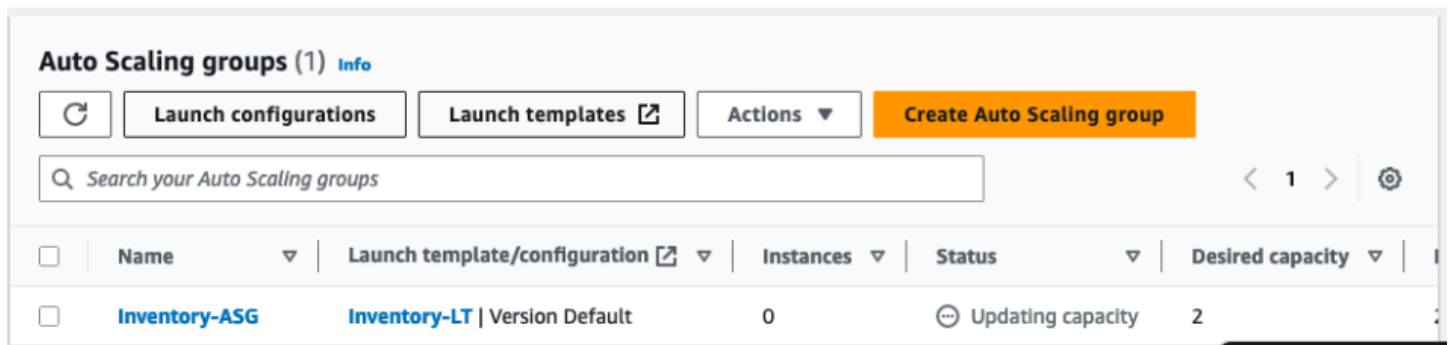 Auto Scaling groups (1) Info
Launch configurations Launch templates Actions Create Auto Scaling group
Search your Auto Scaling groups 1
Name Launch template/configuration Instances Status Desired capacity
Inventory-ASG Inventory-LT | Version Default 0 Updating capacity 2